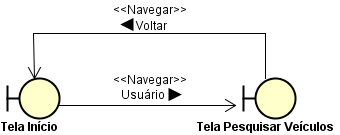 <<Navegar>>
◀Voltar
<<Navegar>>
Usuário ▶
Tela Início
Tela Pesquisar Veículos